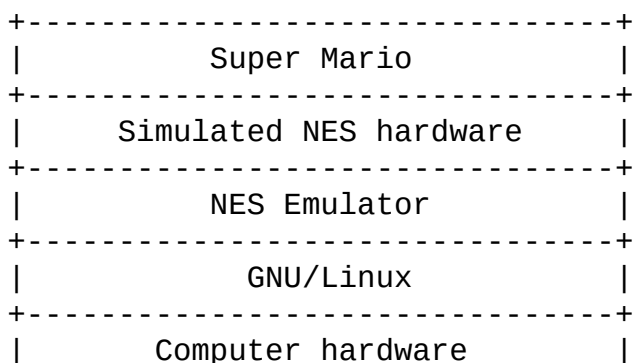 +--------------------------------+
|          Super Mario           |
+--------------------------------+
|     Simulated NES hardware     |
+--------------------------------+
|          NES Emulator          |
+--------------------------------+
|            GNU/Linux           |
+--------------------------------+
|       Computer hardware        |